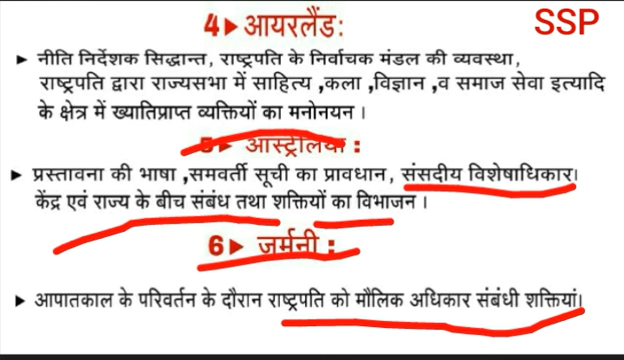 4▶ आयरलैंड: SSP
▶ नीति निर्देशक सिद्धान्त, राष्ट्रपति के निर्वाचक मंडल की व्यवस्था,
राष्ट्रपति द्वारा राज्यसभा में साहित्य ,कला ,विज्ञान ,व समाज सेवा इत्यादि
के क्षेत्र में ख्यातिप्राप्त व्यक्तियों का मनोनयन ।
5▶ आस्ट्रेलिया :
▶ प्रस्तावना की भाषा ,समवर्ती सूची का प्रावधान, संसदीय विशेषाधिकार।
केंद्र एवं राज्य के बीच संबंध तथा शक्तियों का विभाजन ।
6▶ जर्मनी :
▶ आपातकाल के परिवर्तन के दौरान राष्ट्रपति को मौलिक अधिकार संबंधी शक्तियां।